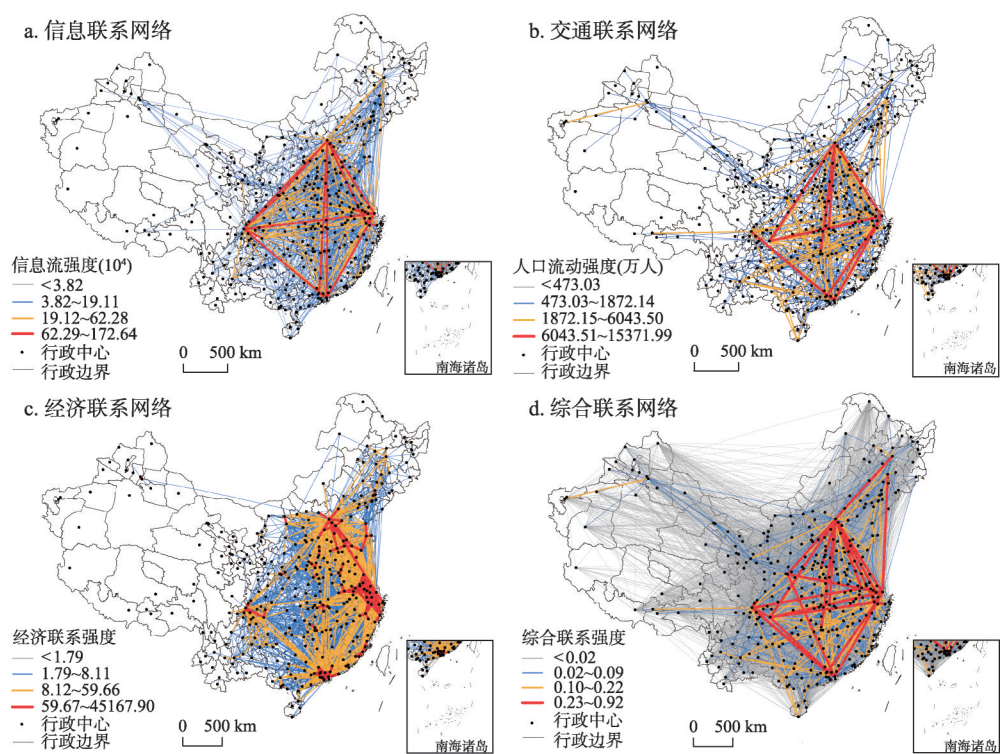 a. 信息联系网络
信息流强度(10⁴)
<3.82
3.82~19.11
19.12~62.28
62.29~172.64
行政中心
行政边界
0 500 km
南海诸岛
b. 交通联系网络
人口流动强度(万人)
<473.03
473.03~1872.14
1872.15~6043.50
6043.51~15371.99
行政中心
行政边界
0 500 km
南海诸岛
c. 经济联系网络
经济联系强度
<1.79
1.79~8.11
8.12~59.66
59.67~45167.90
行政中心
行政边界
0 500 km
南海诸岛
d. 综合联系网络
综合联系强度
<0.02
0.02~0.09
0.10~0.22
0.23~0.92
行政中心
行政边界
0 500 km
南海诸岛